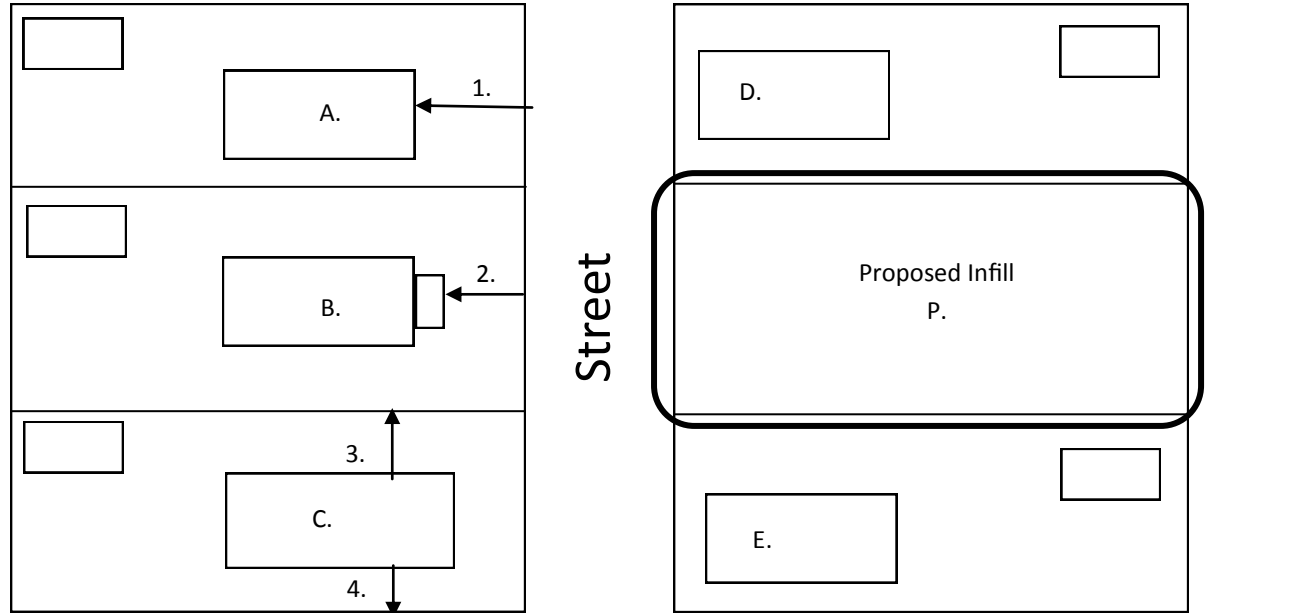 1.
A.
2.
B.
3.
C.
4.
Street
D.
Proposed Infill
P.
E.